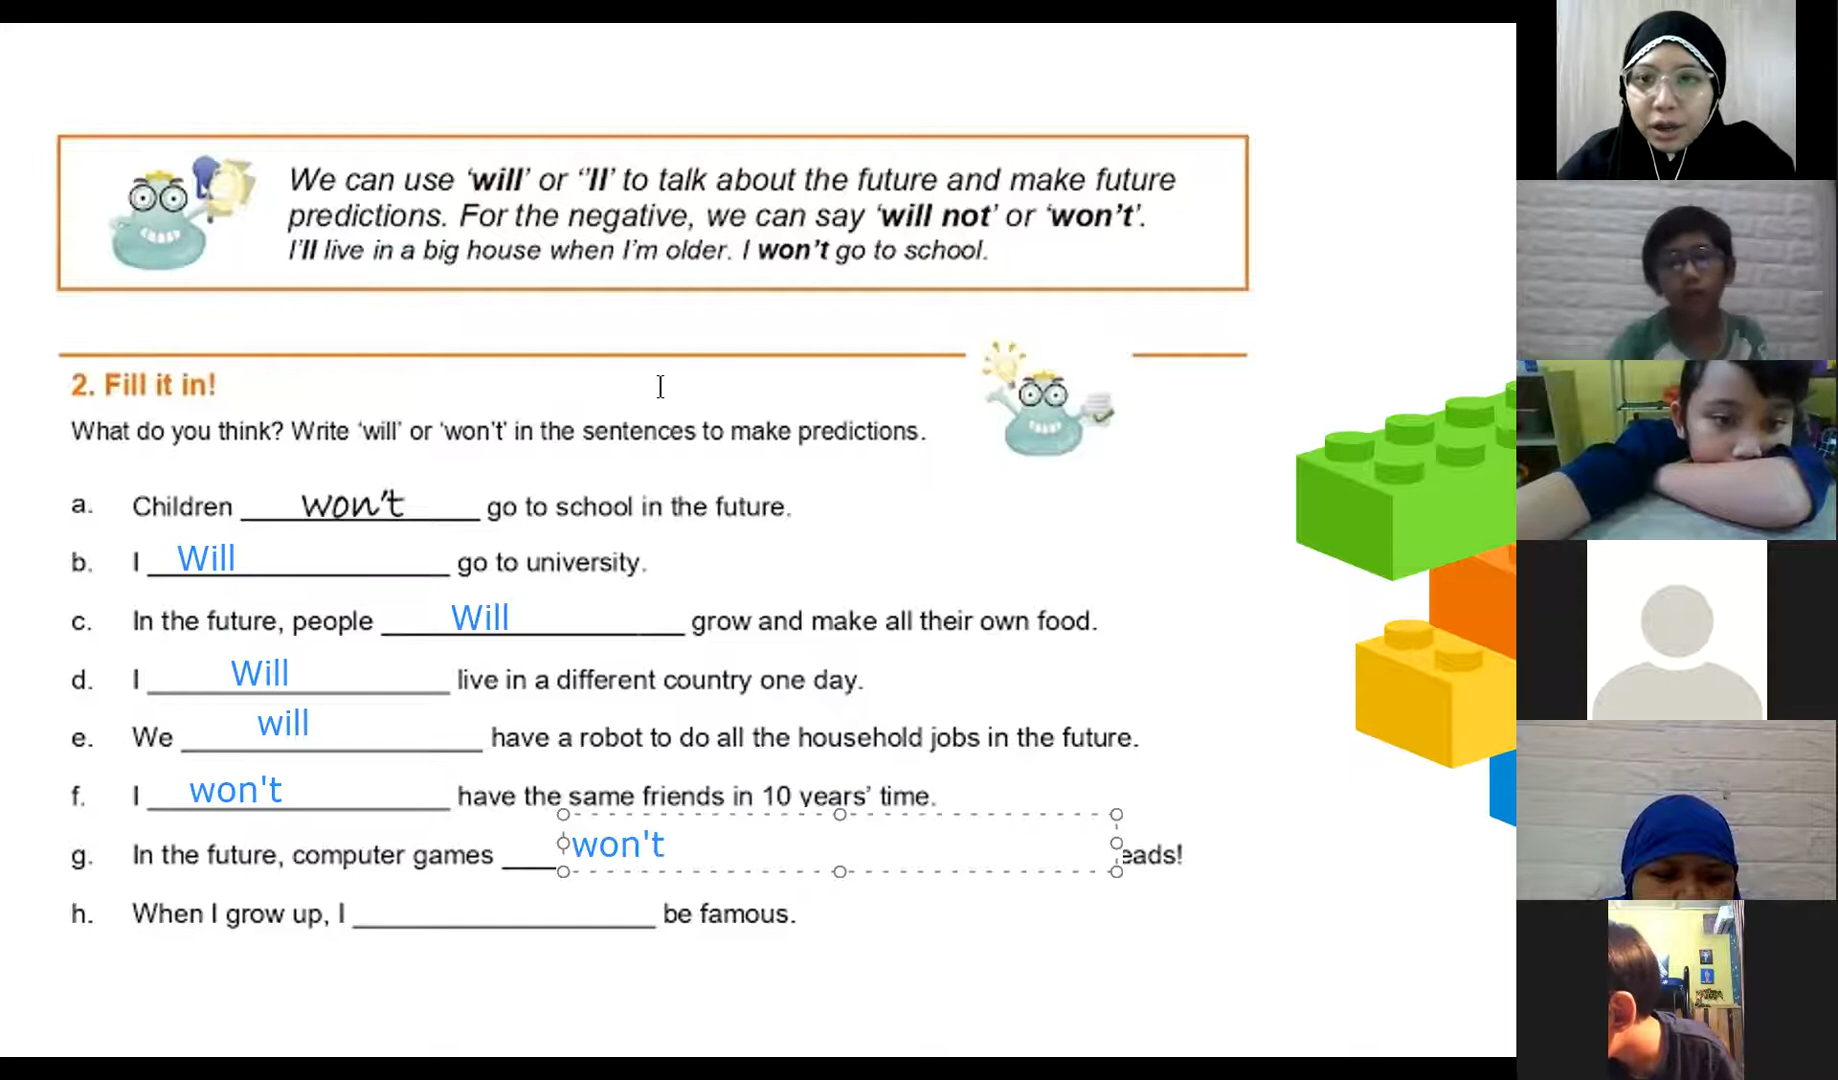 We can use ‘will’ or ‘’ll’ to talk about the future and make future
predictions. For the negative, we can say ‘will not’ or ‘won’t’.
I’ll live in a big house when I’m older. I won’t go to school.
2. Fill it in!
What do you think? Write ‘will’ or ‘won’t’ in the sentences to make predictions.
a. Children won't go to school in the future.
b. I Will go to university.
c. In the future, people Will grow and make all their own food.
d. I Will live in a different country one day.
e. We will have a robot to do all the household jobs in the future.
f. I won't have the same friends in 10 years’ time.
g. In the future, computer games won't eads!
h. When I grow up, I be famous.